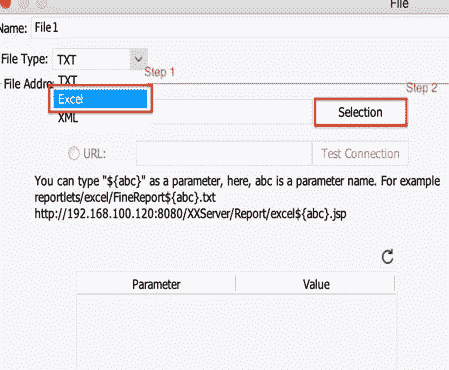 File
Name: File1
File Type: TXT
Step 1
TXT
File Addre
Excel
Step 2
XML
Selection
URL:
Test Connection
You can type "${abc}" as a parameter, here, abc is a parameter name. For example
reportlets/excel/FineReport${abc}.txt
http://192.168.100.120:8080/XXServer/Report/excel${abc}.jsp
Parameter Value